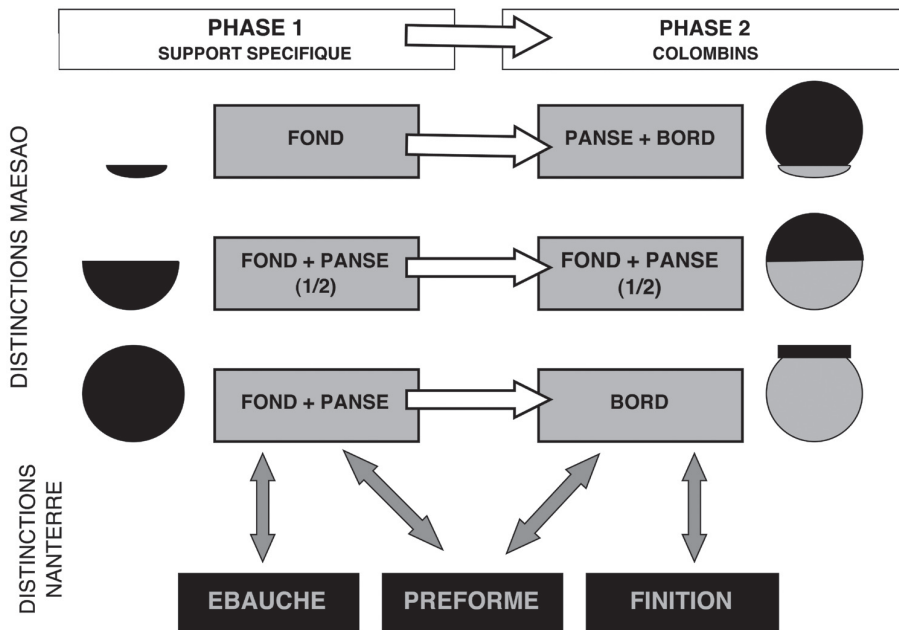 PHASE 1
SUPPORT SPECIFIQUE
PHASE 2
COLOMBINS
DISTINCTIONS MAESAO
FOND
PANSE + BORD
FOND + PANSE
(1/2)
FOND + PANSE
(1/2)
FOND + PANSE
BORD
DISTINCTIONS
NANTERRE
EBAUCHE
PREFORME
FINITION